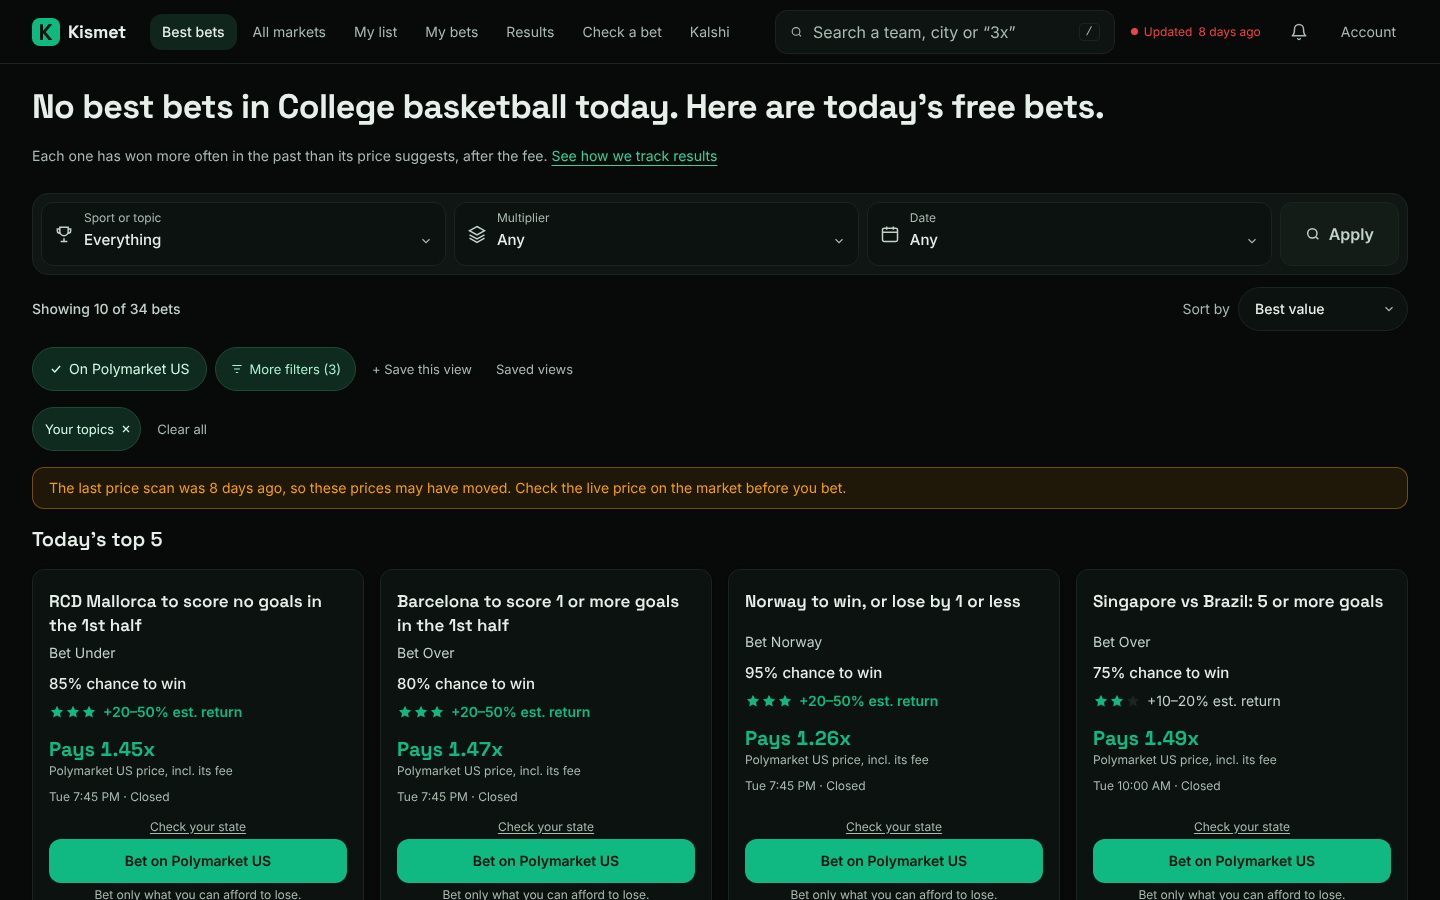 K Kismet
Best bets
All markets
My list
My bets
Results
Check a bet
Kalshi
Search a team, city or “3x”
/
Updated 8 days ago
Account
No best bets in College basketball today. Here are today’s free bets.
Each one has won more often in the past than its price suggests, after the fee. See how we track results
Sport or topic
Everything
Multiplier
Any
Date
Any
Apply
Showing 10 of 34 bets
Sort by
Best value
On Polymarket US
More filters (3)
+ Save this view
Saved views
Your topics ×
Clear all
The last price scan was 8 days ago, so these prices may have moved. Check the live price on the market before you bet.
Today’s top 5
RCD Mallorca to score no goals in
the 1st half
Bet Under
85% chance to win
+20–50% est. return
Pays 1.45x
Polymarket US price, incl. its fee
Tue 7:45 PM · Closed
Check your state
Bet on Polymarket US
Bet only what you can afford to lose.
Barcelona to score 1 or more goals
in the 1st half
Bet Over
80% chance to win
+20–50% est. return
Pays 1.47x
Polymarket US price, incl. its fee
Tue 7:45 PM · Closed
Check your state
Bet on Polymarket US
Bet only what you can afford to lose.
Norway to win, or lose by 1 or less
Bet Norway
95% chance to win
+20–50% est. return
Pays 1.26x
Polymarket US price, incl. its fee
Tue 7:45 PM · Closed
Check your state
Bet on Polymarket US
Bet only what you can afford to lose.
Singapore vs Brazil: 5 or more goals
Bet Over
75% chance to win
+10–20% est. return
Pays 1.49x
Polymarket US price, incl. its fee
Tue 10:00 AM · Closed
Check your state
Bet on Polymarket US
Bet only what you can afford to lose.